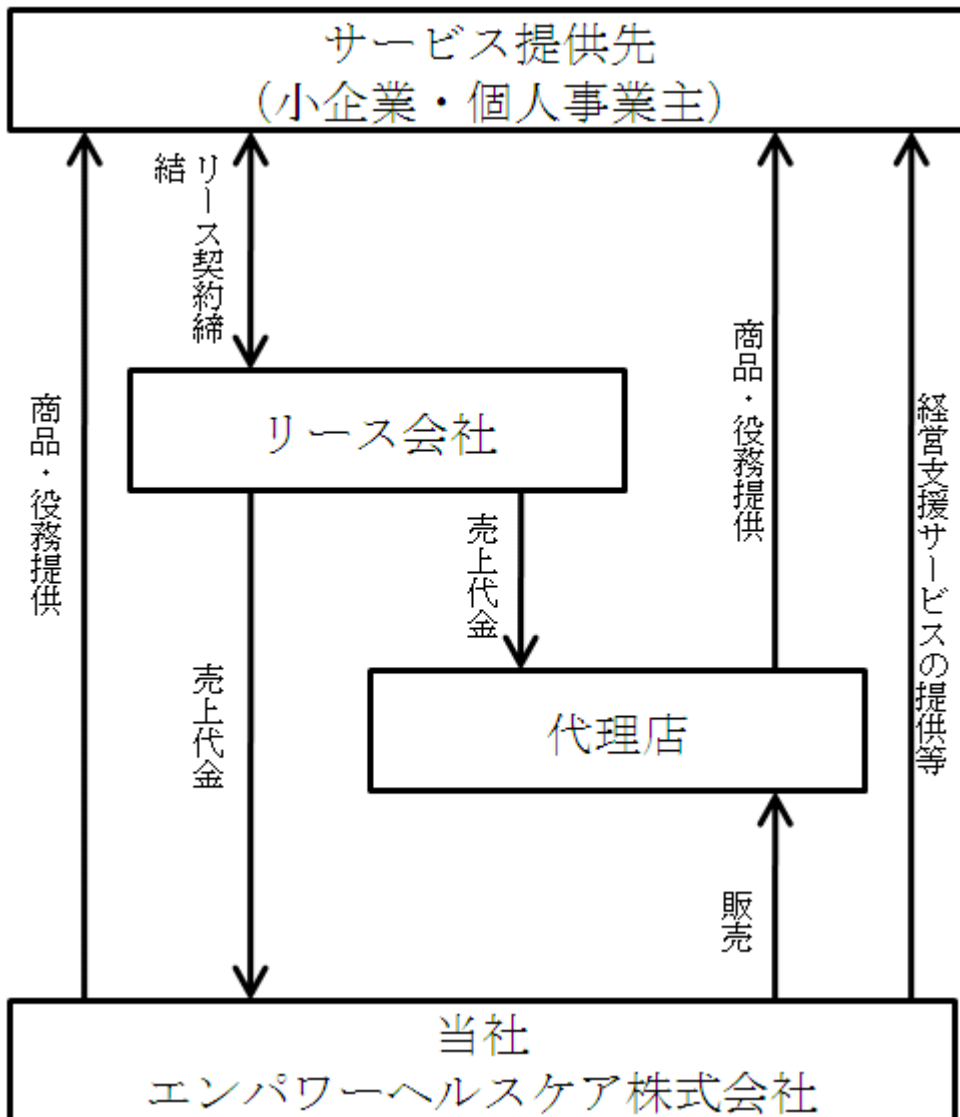 サービス提供先
（小企業・個人事業主）
リース契約締
結
リース会社
商品・役務提供
商品・役務提供
経営支援サービスの提供等
売上代金
売上代金
代理店
販売
当社
エンパワーヘルスケア株式会社